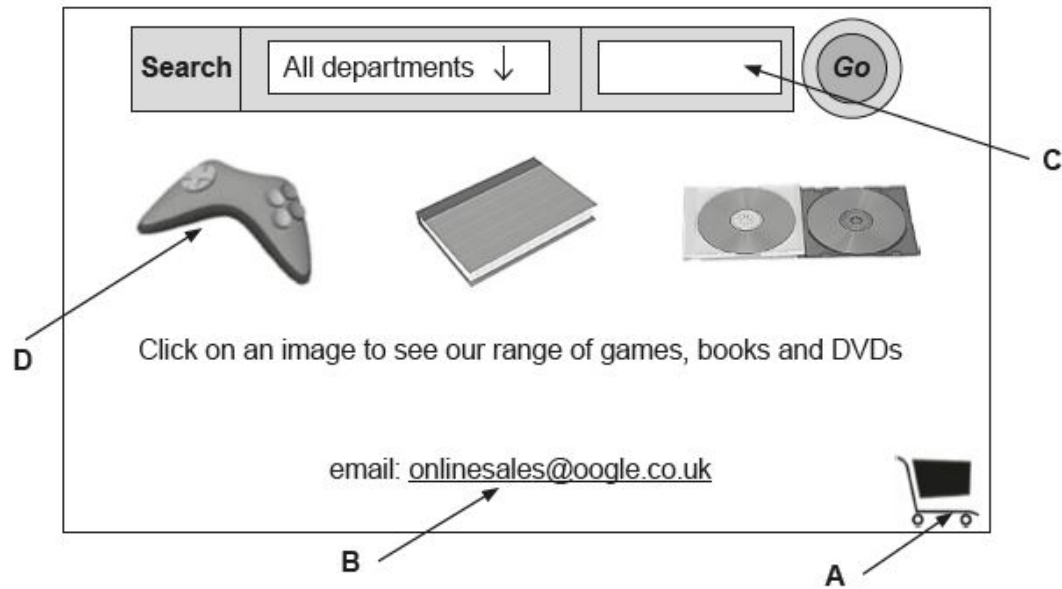 Search All departments ↓ Go
C
D
Click on an image to see our range of games, books and DVDs
email: onlinesales@oogle.co.uk
B
A